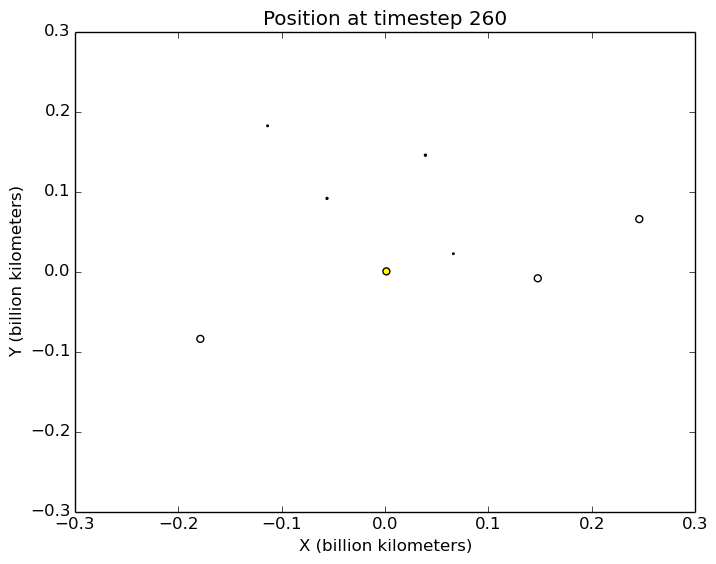 Position at timestep 260
0.3
0.2
0.1
0.0
−0.1
−0.2
−0.3
Y (billion kilometers)
−0.3 −0.2 −0.1 0.0 0.1 0.2 0.3
X (billion kilometers)